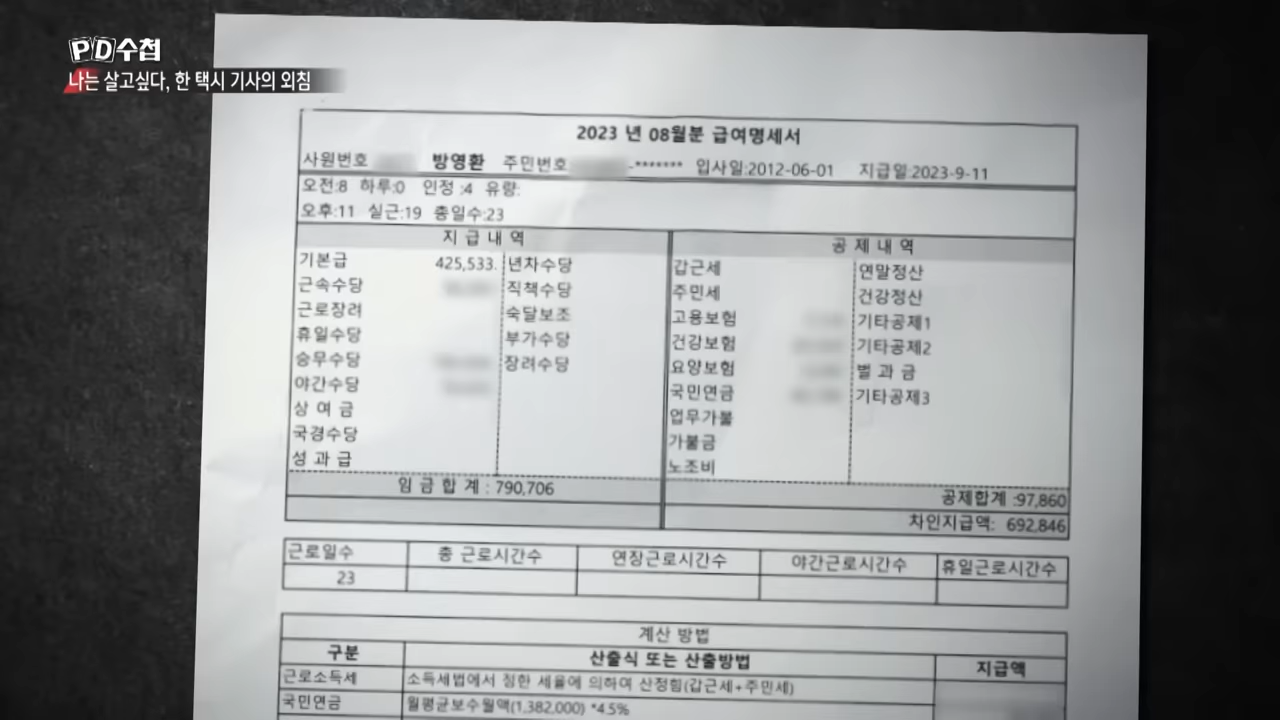 PD수첩
나는 살고싶다, 한 택시 기사의 외침
2023 년 08월분 급여명세서
사원번호 방영환 주민번호 -******* 입사일:2012-06-01 지급일:2023-9-11
오전:8 하루:0 인정 :4 유량:
오후:11 실근:19 총일수:23
지 급 내 역 공 제 내 역
기본급 425,533. 년차수당 갑근세 연말정산
근속수당 직책수당 주민세 건강정산
근로장려 숙달보조 고용보험 기타공제1
휴일수당 부가수당 건강보험 기타공제2
승무수당 장려수당 요양보험 벌 과 금
야간수당 국민연금 기타공제3
상 여 금 업무가불
국경수당 가불금
성 과 급 노조비
임 금 합 계 : 790,706 공제합계 :97,860
차인지급액: 692,846
근로일수 총 근로시간수 연장근로시간수 야간근로시간수 휴일근로시간수
23
계산 방법
구분 산출식 또는 산출방법 지급액
근로소득세 소득세법에서 정한 세율에 의하여 산정함(갑근세+주민세)
국민연금 월평균보수월액(1,382,000) *4.5%